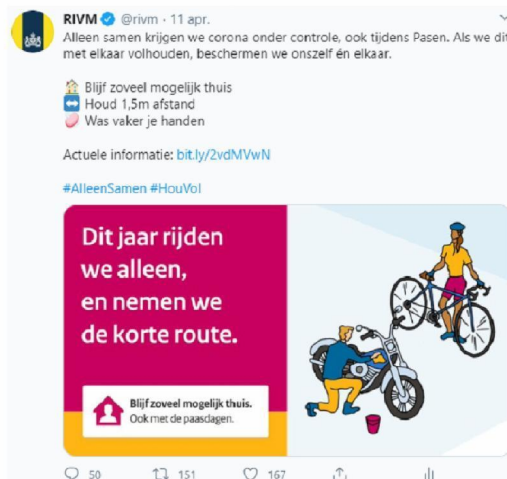 RIVM @rivm · 11 apr.
Alleen samen krijgen we corona onder controle, ook tijdens Pasen. Als we dit
met elkaar volhouden, beschermen we onszelf én elkaar.
Blijf zoveel mogelijk thuis
Houd 1,5m afstand
Was vaker je handen
Actuele informatie: bit.ly/2vdMVwN
#AlleenSamen #HouVol
Dit jaar rijden
we alleen,
en nemen we
de korte route.
Blijf zoveel mogelijk thuis.
Ook met de paasdagen.
50 151 167